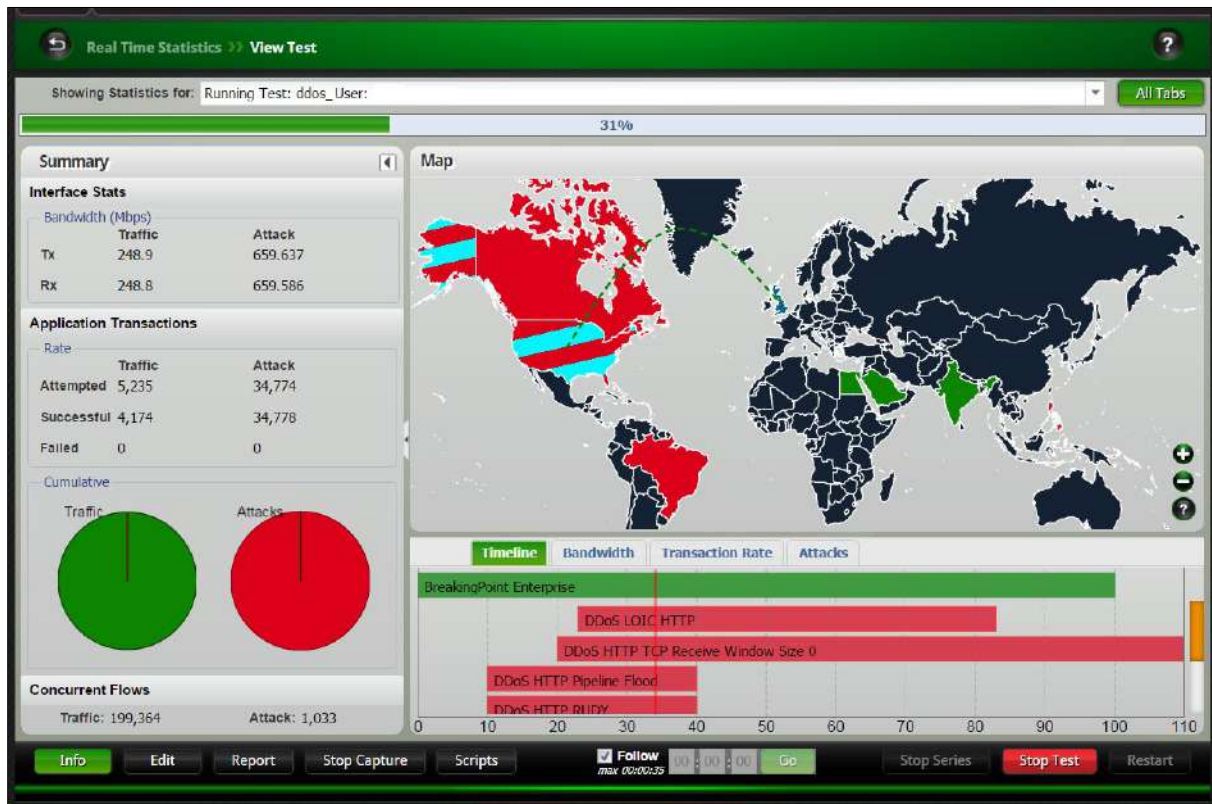 Real Time Statistics >> View Test
?
Showing Statistics for: Running Test: ddos_User:
All Tabs
31%
Summary
Interface Stats
Bandwidth (Mbps)
Traffic Attack
Tx 248.9 659.637
Rx 248.8 659.586
Application Transactions
Rate
Traffic Attack
Attempted 5,235 34,774
Successful 4,174 34,778
Failed 0 0
Cumulative
Traffic Attacks
Concurrent Flows
Traffic: 199,364 Attack: 1,033
Map
?
Timeline Bandwidth Transaction Rate Attacks
BreakingPoint Enterprise
DDoS LOIC HTTP
DDoS HTTP TCP Receive Window Size 0
DDoS HTTP Pipeline Flood
DDoS HTTP RUDY
0 10 20 30 40 50 60 70 80 90 100 110
Info Edit Report Stop Capture Scripts Follow 00 : 00 : 00 Go Stop Series Stop Test Restart
max 00:00:35